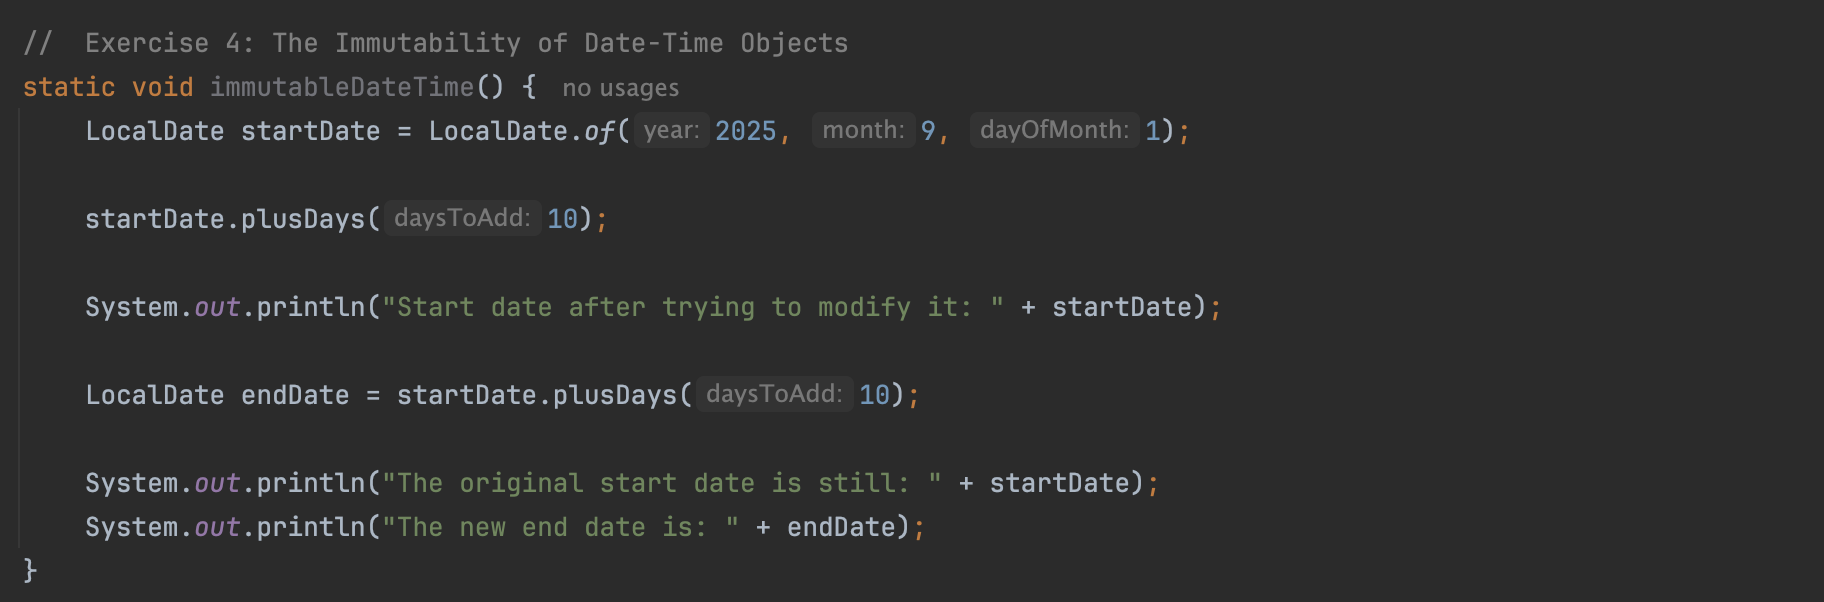 //  Exercise 4: The Immutability of Date-Time Objects
static void immutableDateTime() {  no usages
    LocalDate startDate = LocalDate.of( year: 2025,  month: 9,  dayOfMonth: 1);
    startDate.plusDays( daysToAdd: 10);
    System.out.println("Start date after trying to modify it: " + startDate);
    LocalDate endDate = startDate.plusDays( daysToAdd: 10);
    System.out.println("The original start date is still: " + startDate);
    System.out.println("The new end date is: " + endDate);
}